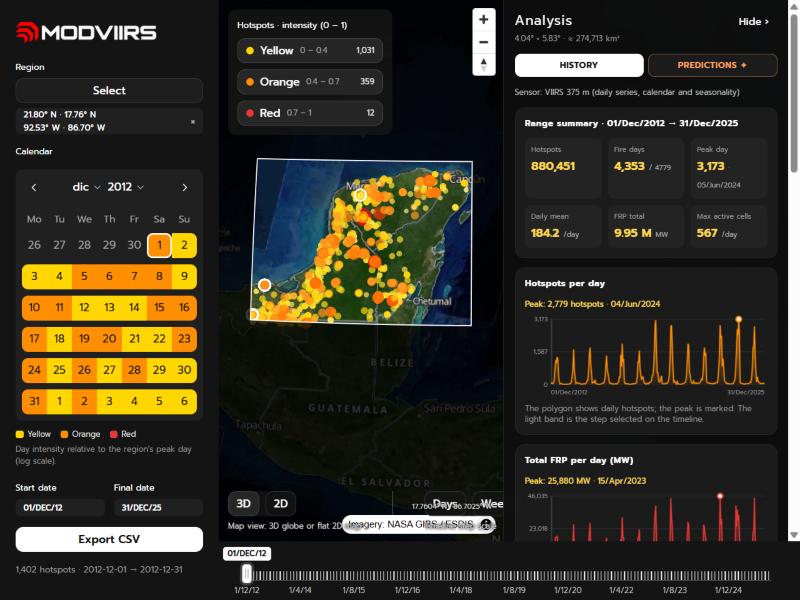 MODVIIRS
Region
Select
21.80° N · 17.76° N
92.53° W · 86.70° W
×
Calendar
‹ dic 2012 ›
Mo Tu We Th Fr Sa Su
26 27 28 29 30 1 2
3 4 5 6 7 8 9
10 11 12 13 14 15 16
17 18 19 20 21 22 23
24 25 26 27 28 29 30
31 1 2 3 4 5 6
Yellow Orange Red
Day intensity relative to the region's peak day
(log scale).
Start date Final date
01/DEC/12 31/DEC/25
Export CSV
1,402 hotspots · 2012-12-01 → 2012-12-31
Hotspots · intensity (0 – 1)
Yellow 0 – 0.4 1,031
Orange 0.4 – 0.7 359
Red 0.7 – 1 12
+
−
Cancún
Chetumal
BELIZE
GUATEMALA
San Pedro Sula
Tapachula
EL SALVADOR
3D 2D Days Wee
Map view: 3D globe or flat 2D
Imagery: NASA GIBS / ESDIS
Analysis
Hide ›
4.04° × 5.83° · ≈ 274,713 km²
HISTORY PREDICTIONS ✦
Sensor: VIIRS 375 m (daily series, calendar and seasonality)
Range summary · 01/Dec/2012 → 31/Dec/2025
Hotspots
880,451
Fire days
4,353 / 4779
Peak day
3,173 ·
05/Jun/2024
Daily mean
184.2 /day
FRP total
9.95 M MW
Max active cells
567 /day
Hotspots per day
Peak: 2,779 hotspots · 04/Jun/2024
3,173
1,587
0
01/Dec/2012 31/Dec/2025
The polygon shows daily hotspots; the peak is marked. The
light band is the step selected on the timeline.
Total FRP per day (MW)
Peak: 25,880 MW · 15/Apr/2023
46,035
23,018
01/DEC/12
1/12/12 1/4/14 1/8/15 1/12/16 1/4/18 1/8/19 1/12/20 1/4/22 1/8/23 1/12/24